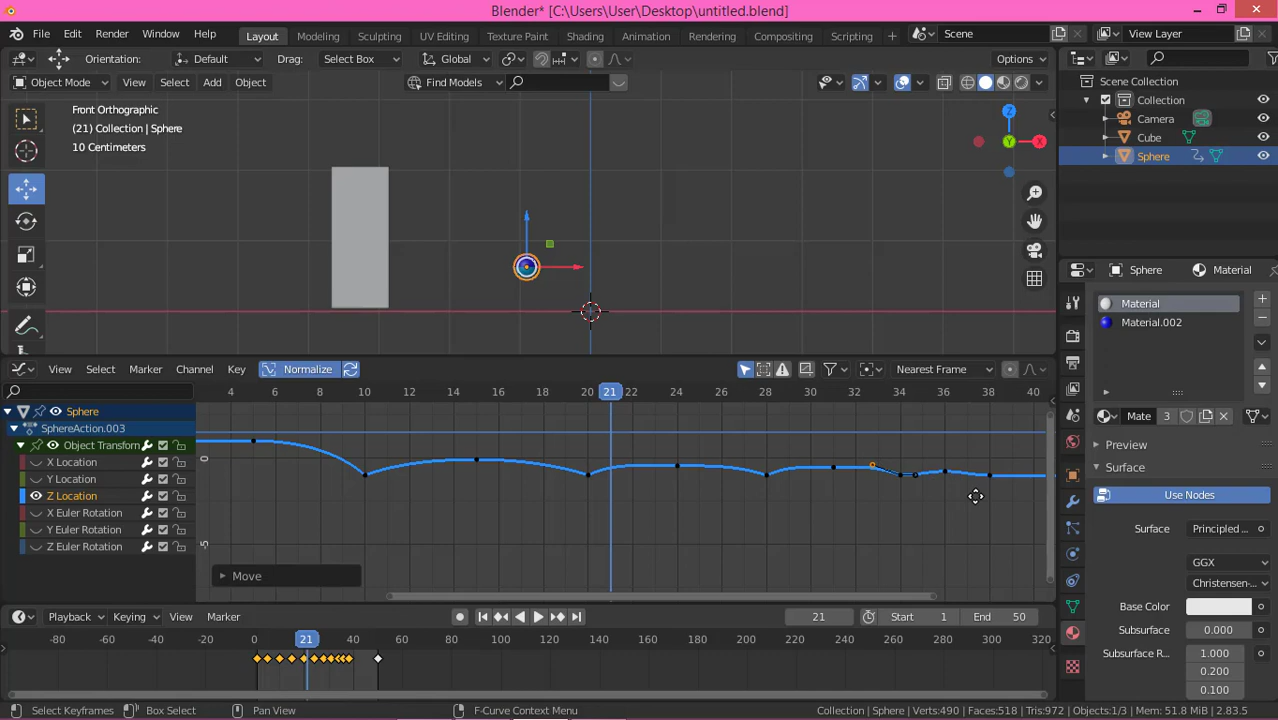 Blender* [C:\Users\User\Desktop\untitled.blend]
File Edit Render Window Help Layout Modeling Sculpting UV Editing Texture Paint Shading Animation Rendering Compositing Scripting Scene View Layer
Orientation: Default Drag: Select Box Global Options
Object Mode View Select Add Object Find Models
Front Orthographic
(21) Collection | Sphere
10 Centimeters
Z
X
Y
Scene Collection
Collection
Camera
Cube
Sphere
Sphere Material
Material
Material.002
Mate 3
Preview
Surface
Use Nodes
Surface Principled ...
GGX
Christensen-...
Base Color
Subsurface 0.000
Subsurface R... 1.000
0.200
0.100
View Select Marker Channel Key Normalize Nearest Frame
4 6 8 10 12 14 16 18 20 21 22 24 26 28 30 32 34 36 38 40
Sphere
SphereAction.003
Object Transform
X Location
Y Location
Z Location
X Euler Rotation
Y Euler Rotation
Z Euler Rotation
0
-5
Move
Playback Keying View Marker 21 Start 1 End 50
-80 -60 -40 -20 0 21 40 60 80 100 120 140 160 180 200 220 240 260 280 300 320
Select Keyframes Box Select Pan View F-Curve Context Menu Collection | Sphere | Verts:490 | Faces:518 | Tris:972 | Objects:1/3 | Mem: 51.8 MiB | 2.83.5